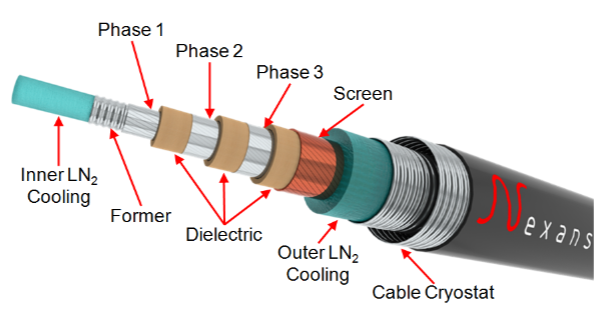 Phase 1
Phase 2
Phase 3
Screen
Inner LN₂
Cooling
Former
Dielectric
Outer LN₂
Cooling
Cable Cryostat
Nexans